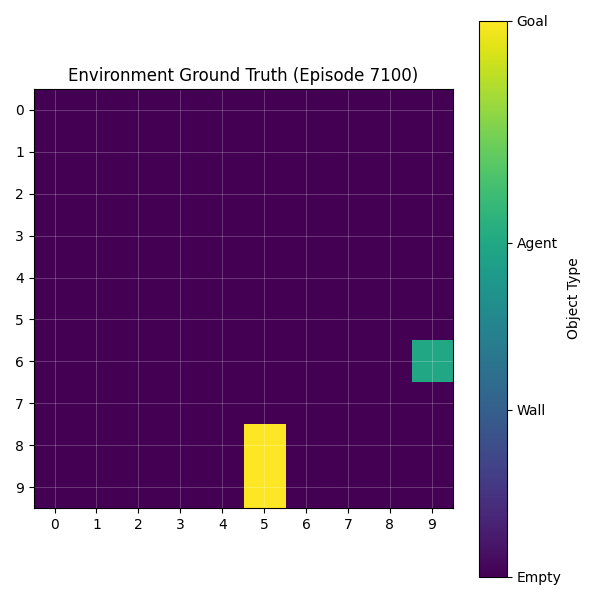 Environment Ground Truth (Episode 7100)
0
1
2
3
4
5
6
7
8
9
0 1 2 3 4 5 6 7 8 9
Goal
Agent
Wall
Empty
Object Type